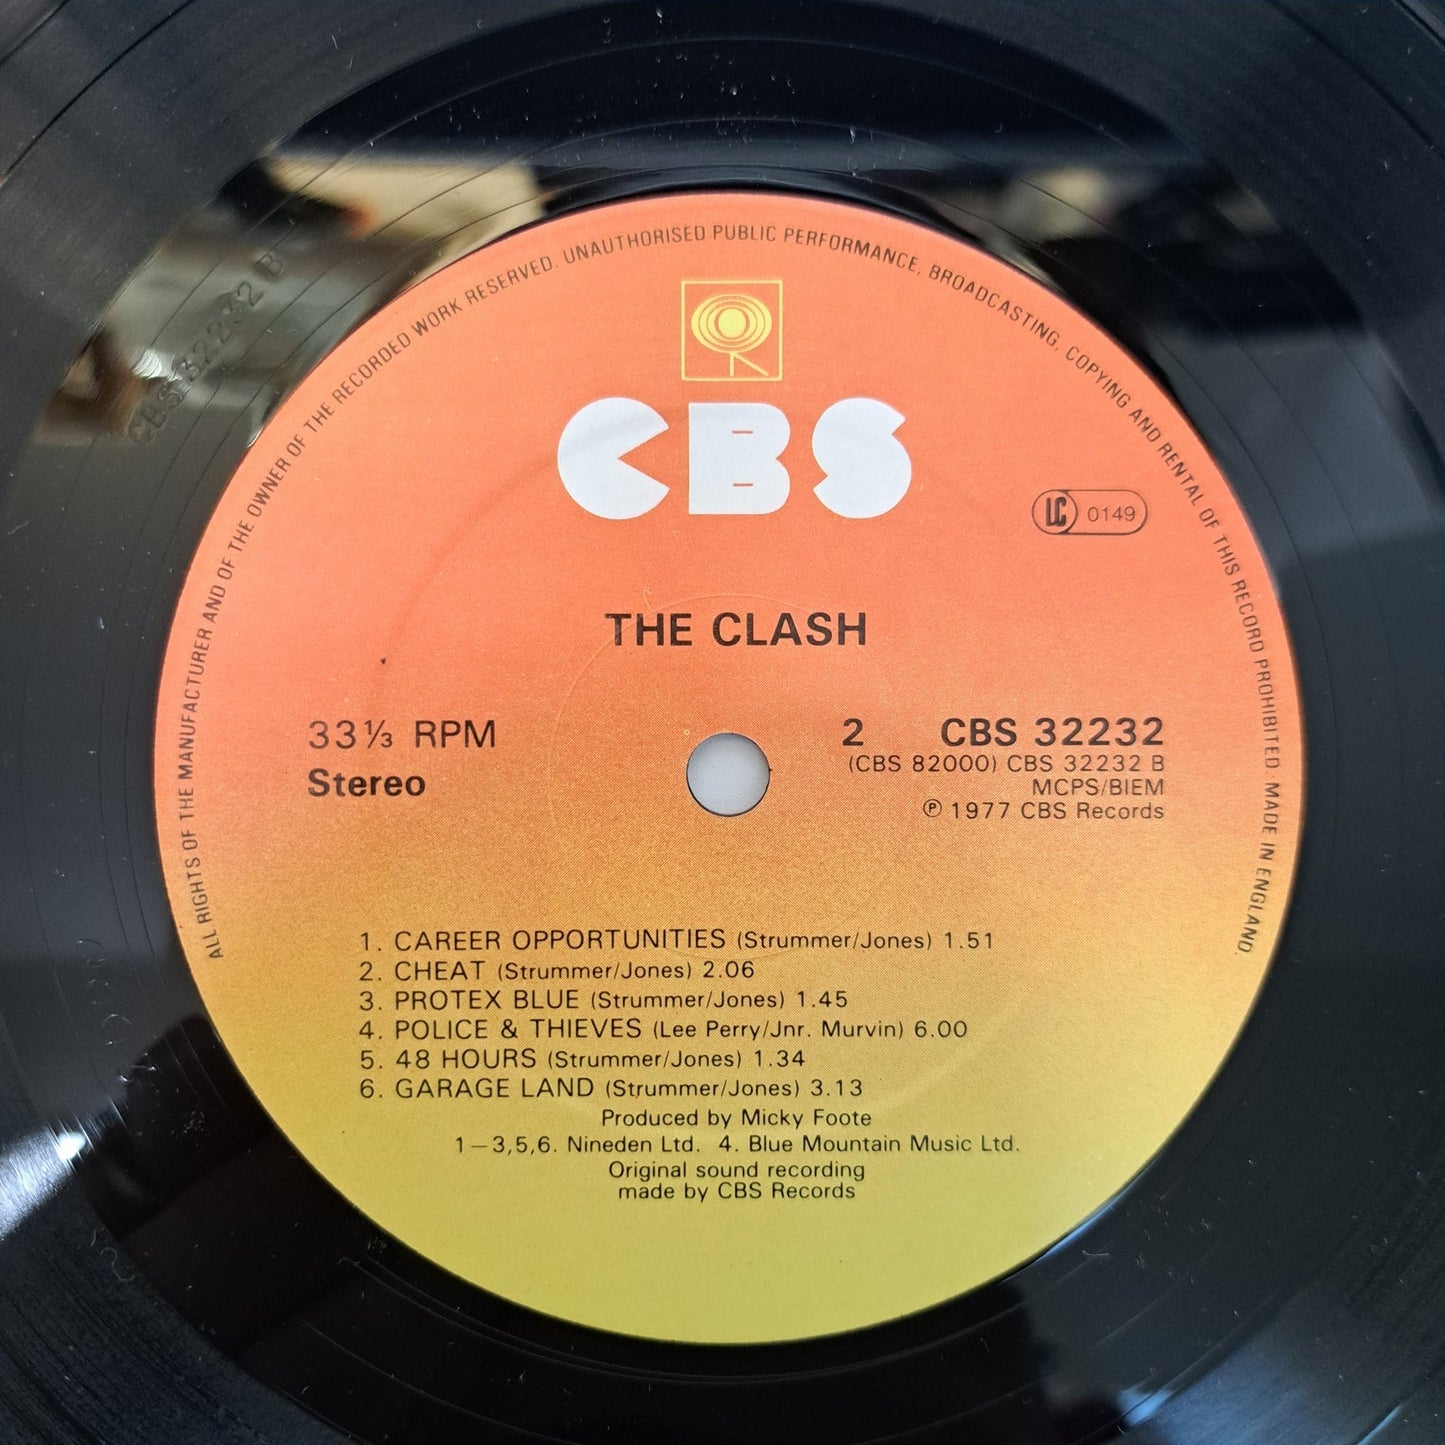 ALL RIGHTS OF THE MANUFACTURER AND OF THE OWNER OF THE RECORDED WORK RESERVED. UNAUTHORISED PUBLIC PERFORMANCE, BROADCASTING, COPYING AND RENTAL OF THIS RECORD PROHIBITED. MADE IN ENGLAND.
CBS 32232 B
CBS
LC 0149
THE CLASH
33⅓ RPM
Stereo
2 CBS 32232
(CBS 82000) CBS 32232 B
MCPS/BIEM
℗ 1977 CBS Records
1. CAREER OPPORTUNITIES (Strummer/Jones) 1.51
2. CHEAT (Strummer/Jones) 2.06
3. PROTEX BLUE (Strummer/Jones) 1.45
4. POLICE & THIEVES (Lee Perry/Jnr. Murvin) 6.00
5. 48 HOURS (Strummer/Jones) 1.34
6. GARAGE LAND (Strummer/Jones) 3.13
Produced by Micky Foote
1—3,5,6. Nineden Ltd. 4. Blue Mountain Music Ltd.
Original sound recording
made by CBS Records